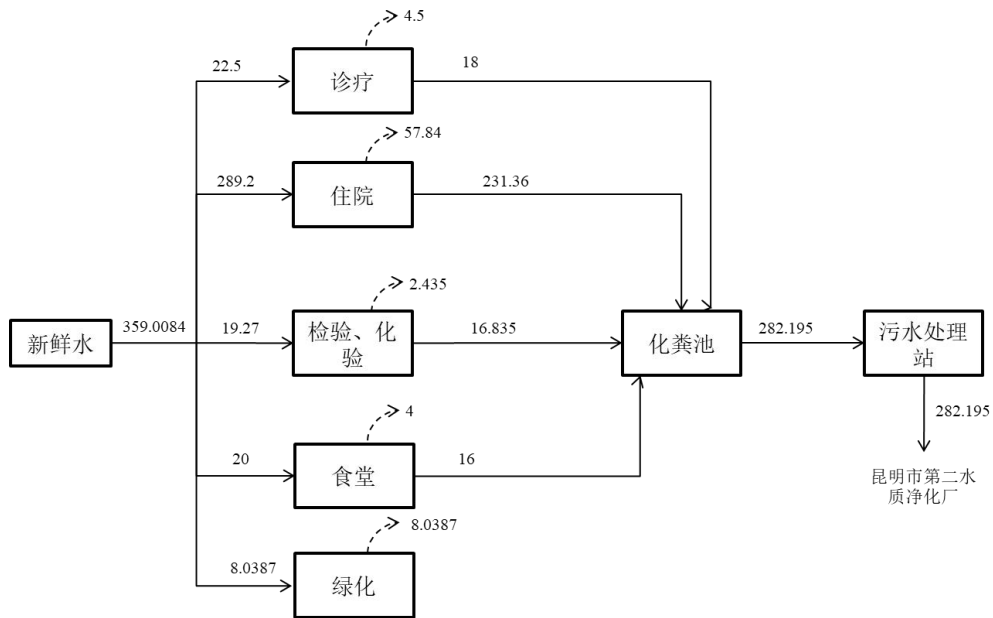 4.5
22.5
诊疗
18
57.84
289.2
住院
231.36
2.435
新鲜水
359.0084
19.27
检验、化
验
16.835
化粪池
282.195
污水处理
站
282.195
4
20
食堂
16
昆明市第二水
质净化厂
8.0387
8.0387
绿化